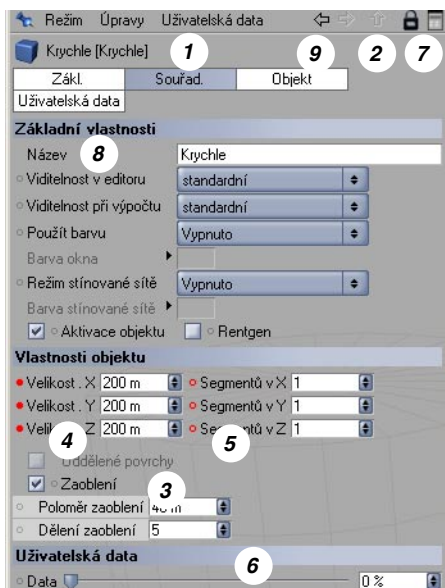 Režim Úpravy Uživatelská data
Krychle [Krychle] 1 9 2 7
Zákl. Souřad. Objekt
Uživatelská data
Základní vlastnosti
Název 8 Krychle
Viditelnost v editoru standardní
Viditelnost při výpočtu standardní
Použít barvu Vypnuto
Barva okna
Režim stínované sítě Vypnuto
Barva stínované sítě
Aktivace objektu Rentgen
Vlastnosti objektu
Velikost . X 200 m Segmentů v X 1
Velikost . Y 200 m Segmentů v Y 1
Z 200 m v Z 1
4 5
povrchy
Zaoblení 3
Poloměr zaoblení
Dělení zaoblení 5
Uživatelská data 6
Data 0 %